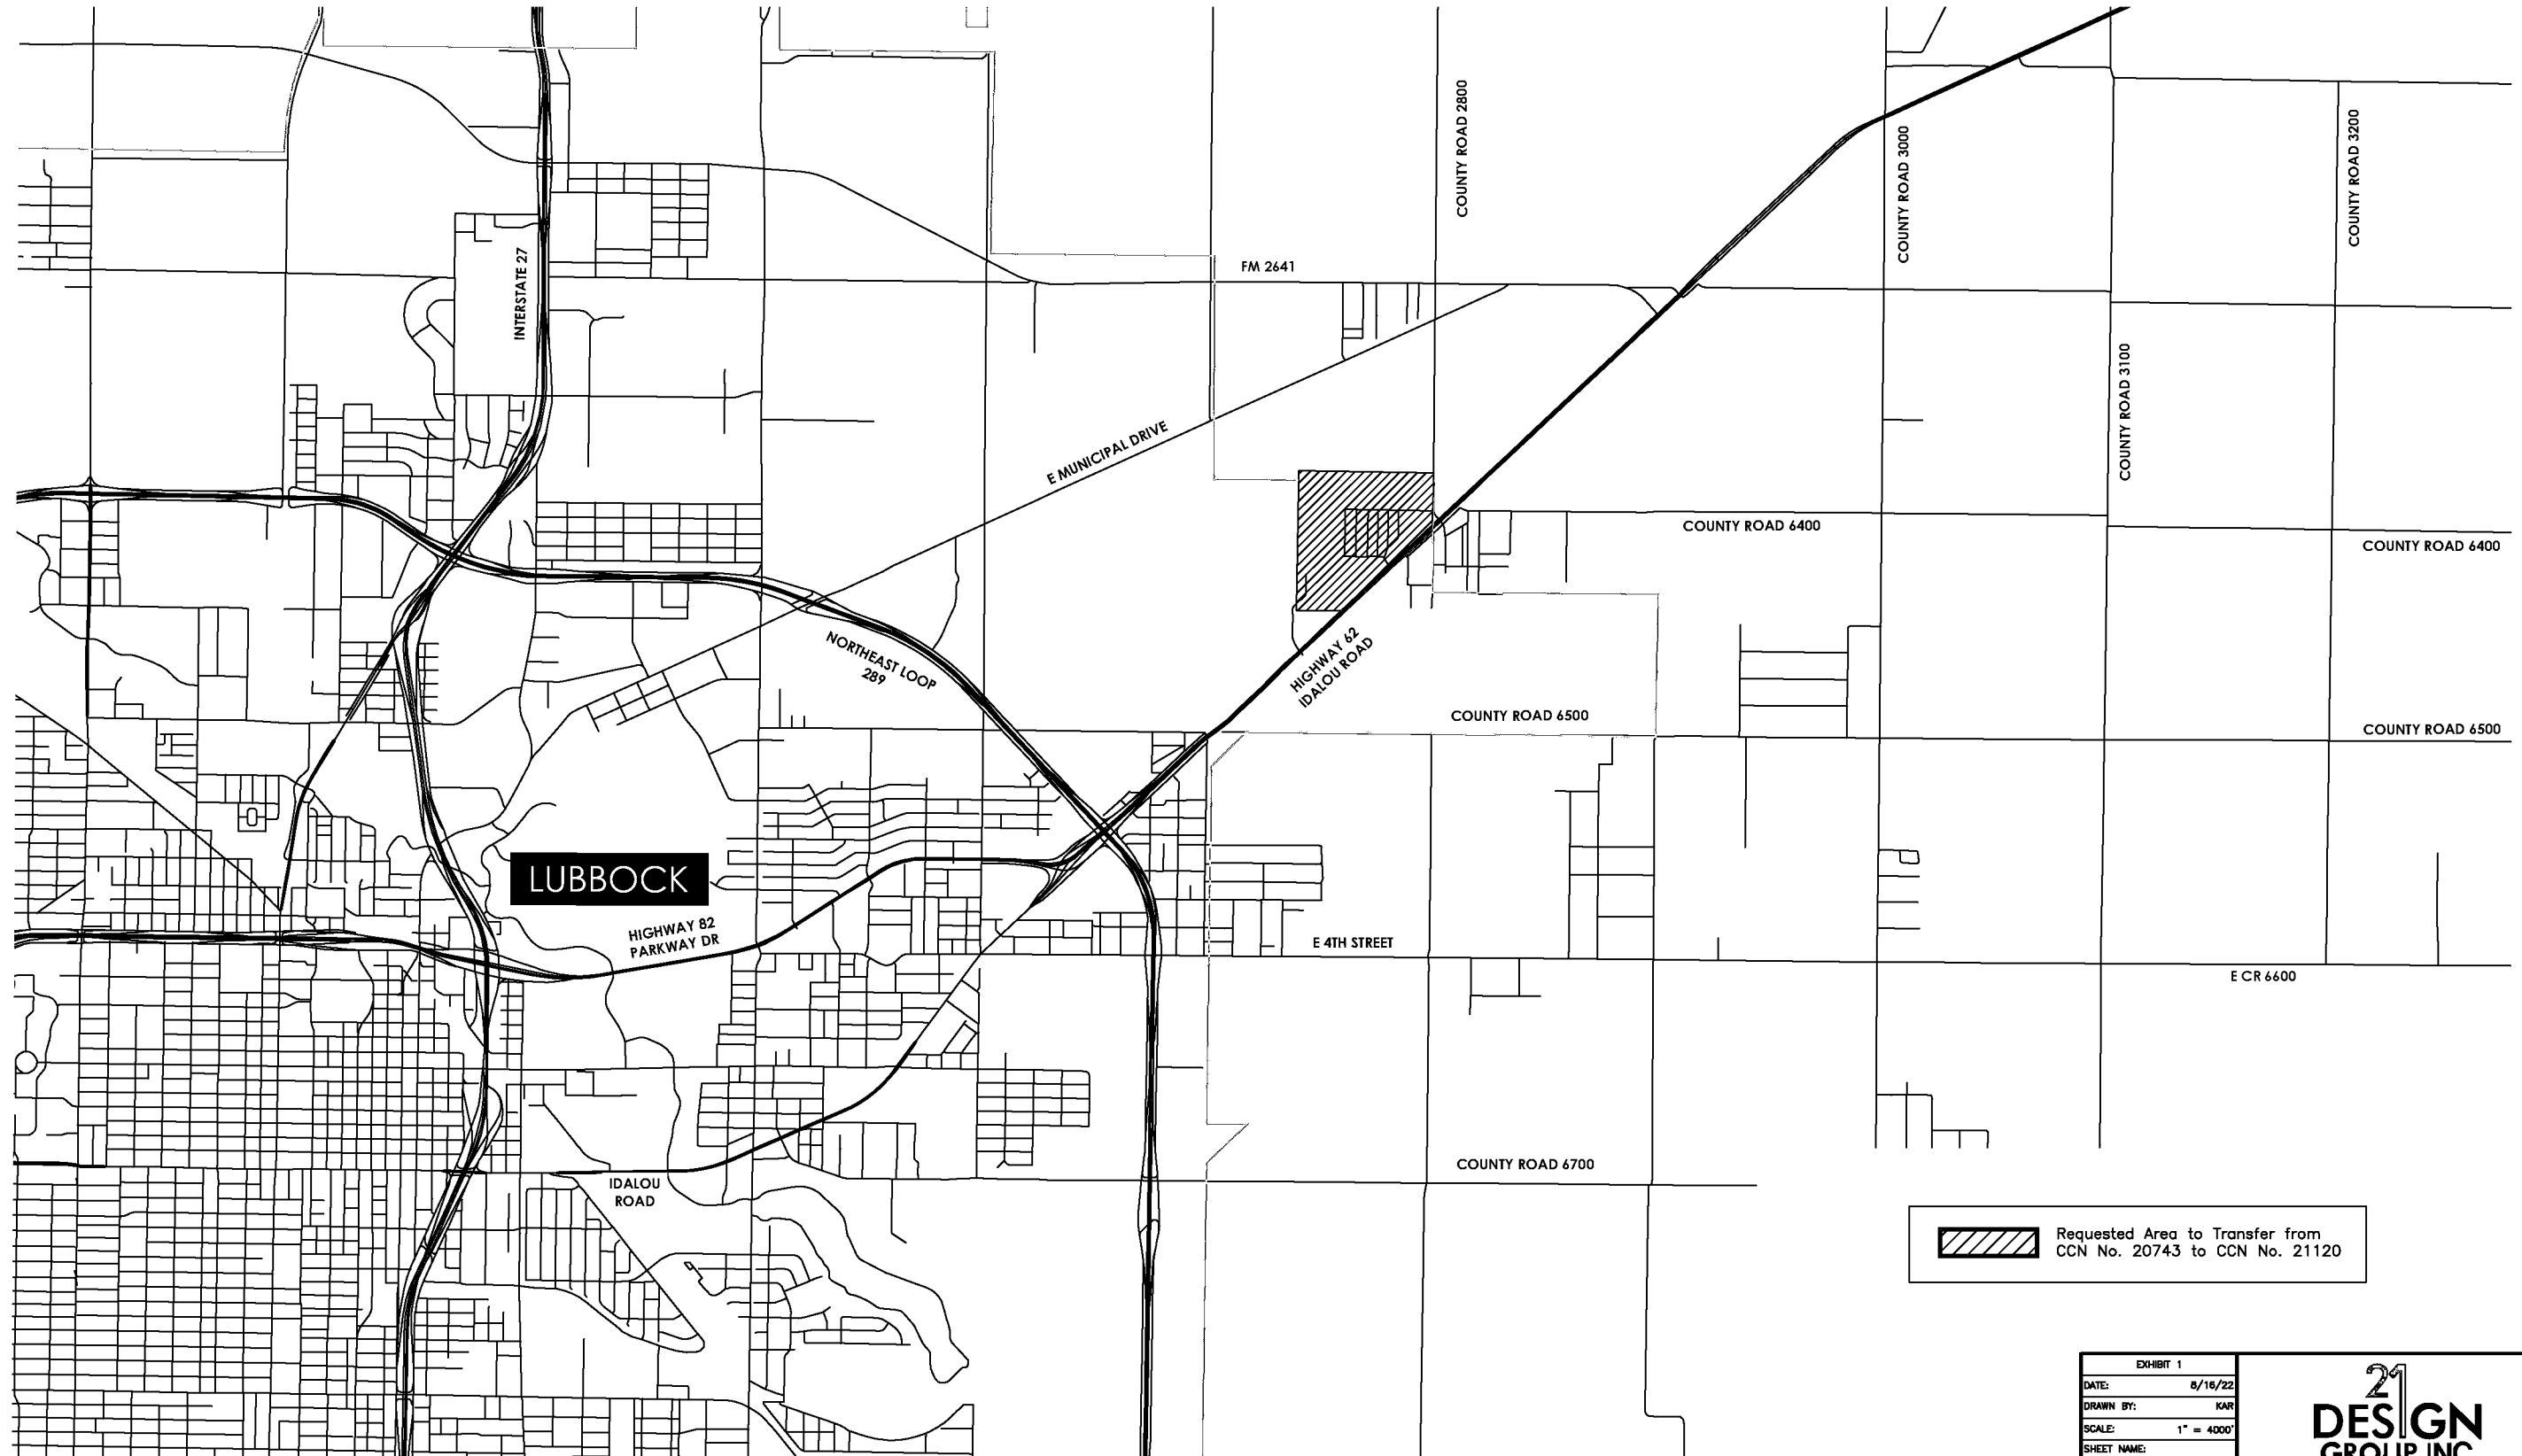 COUNTY ROAD 2800
COUNTY ROAD 3000
COUNTY ROAD 3200
INTERSTATE 27
FM 2641
COUNTY ROAD 3100
E MUNICIPAL DRIVE
COUNTY ROAD 6400
COUNTY ROAD 6400
NORTHEAST LOOP
289
HIGHWAY 62
IDALOU ROAD
COUNTY ROAD 6500
COUNTY ROAD 6500
LUBBOCK
HIGHWAY 82
PARKWAY DR
E 4TH STREET
E CR 6600
COUNTY ROAD 6700
IDALOU
ROAD
Requested Area to Transfer from
CCN No. 20743 to CCN No. 21120
EXHIBIT 1
DATE:
DRAWN BY: KAR
SCALE: 1" = 4000'
SHEET NAME:
21
DESIGN
GROUP INC